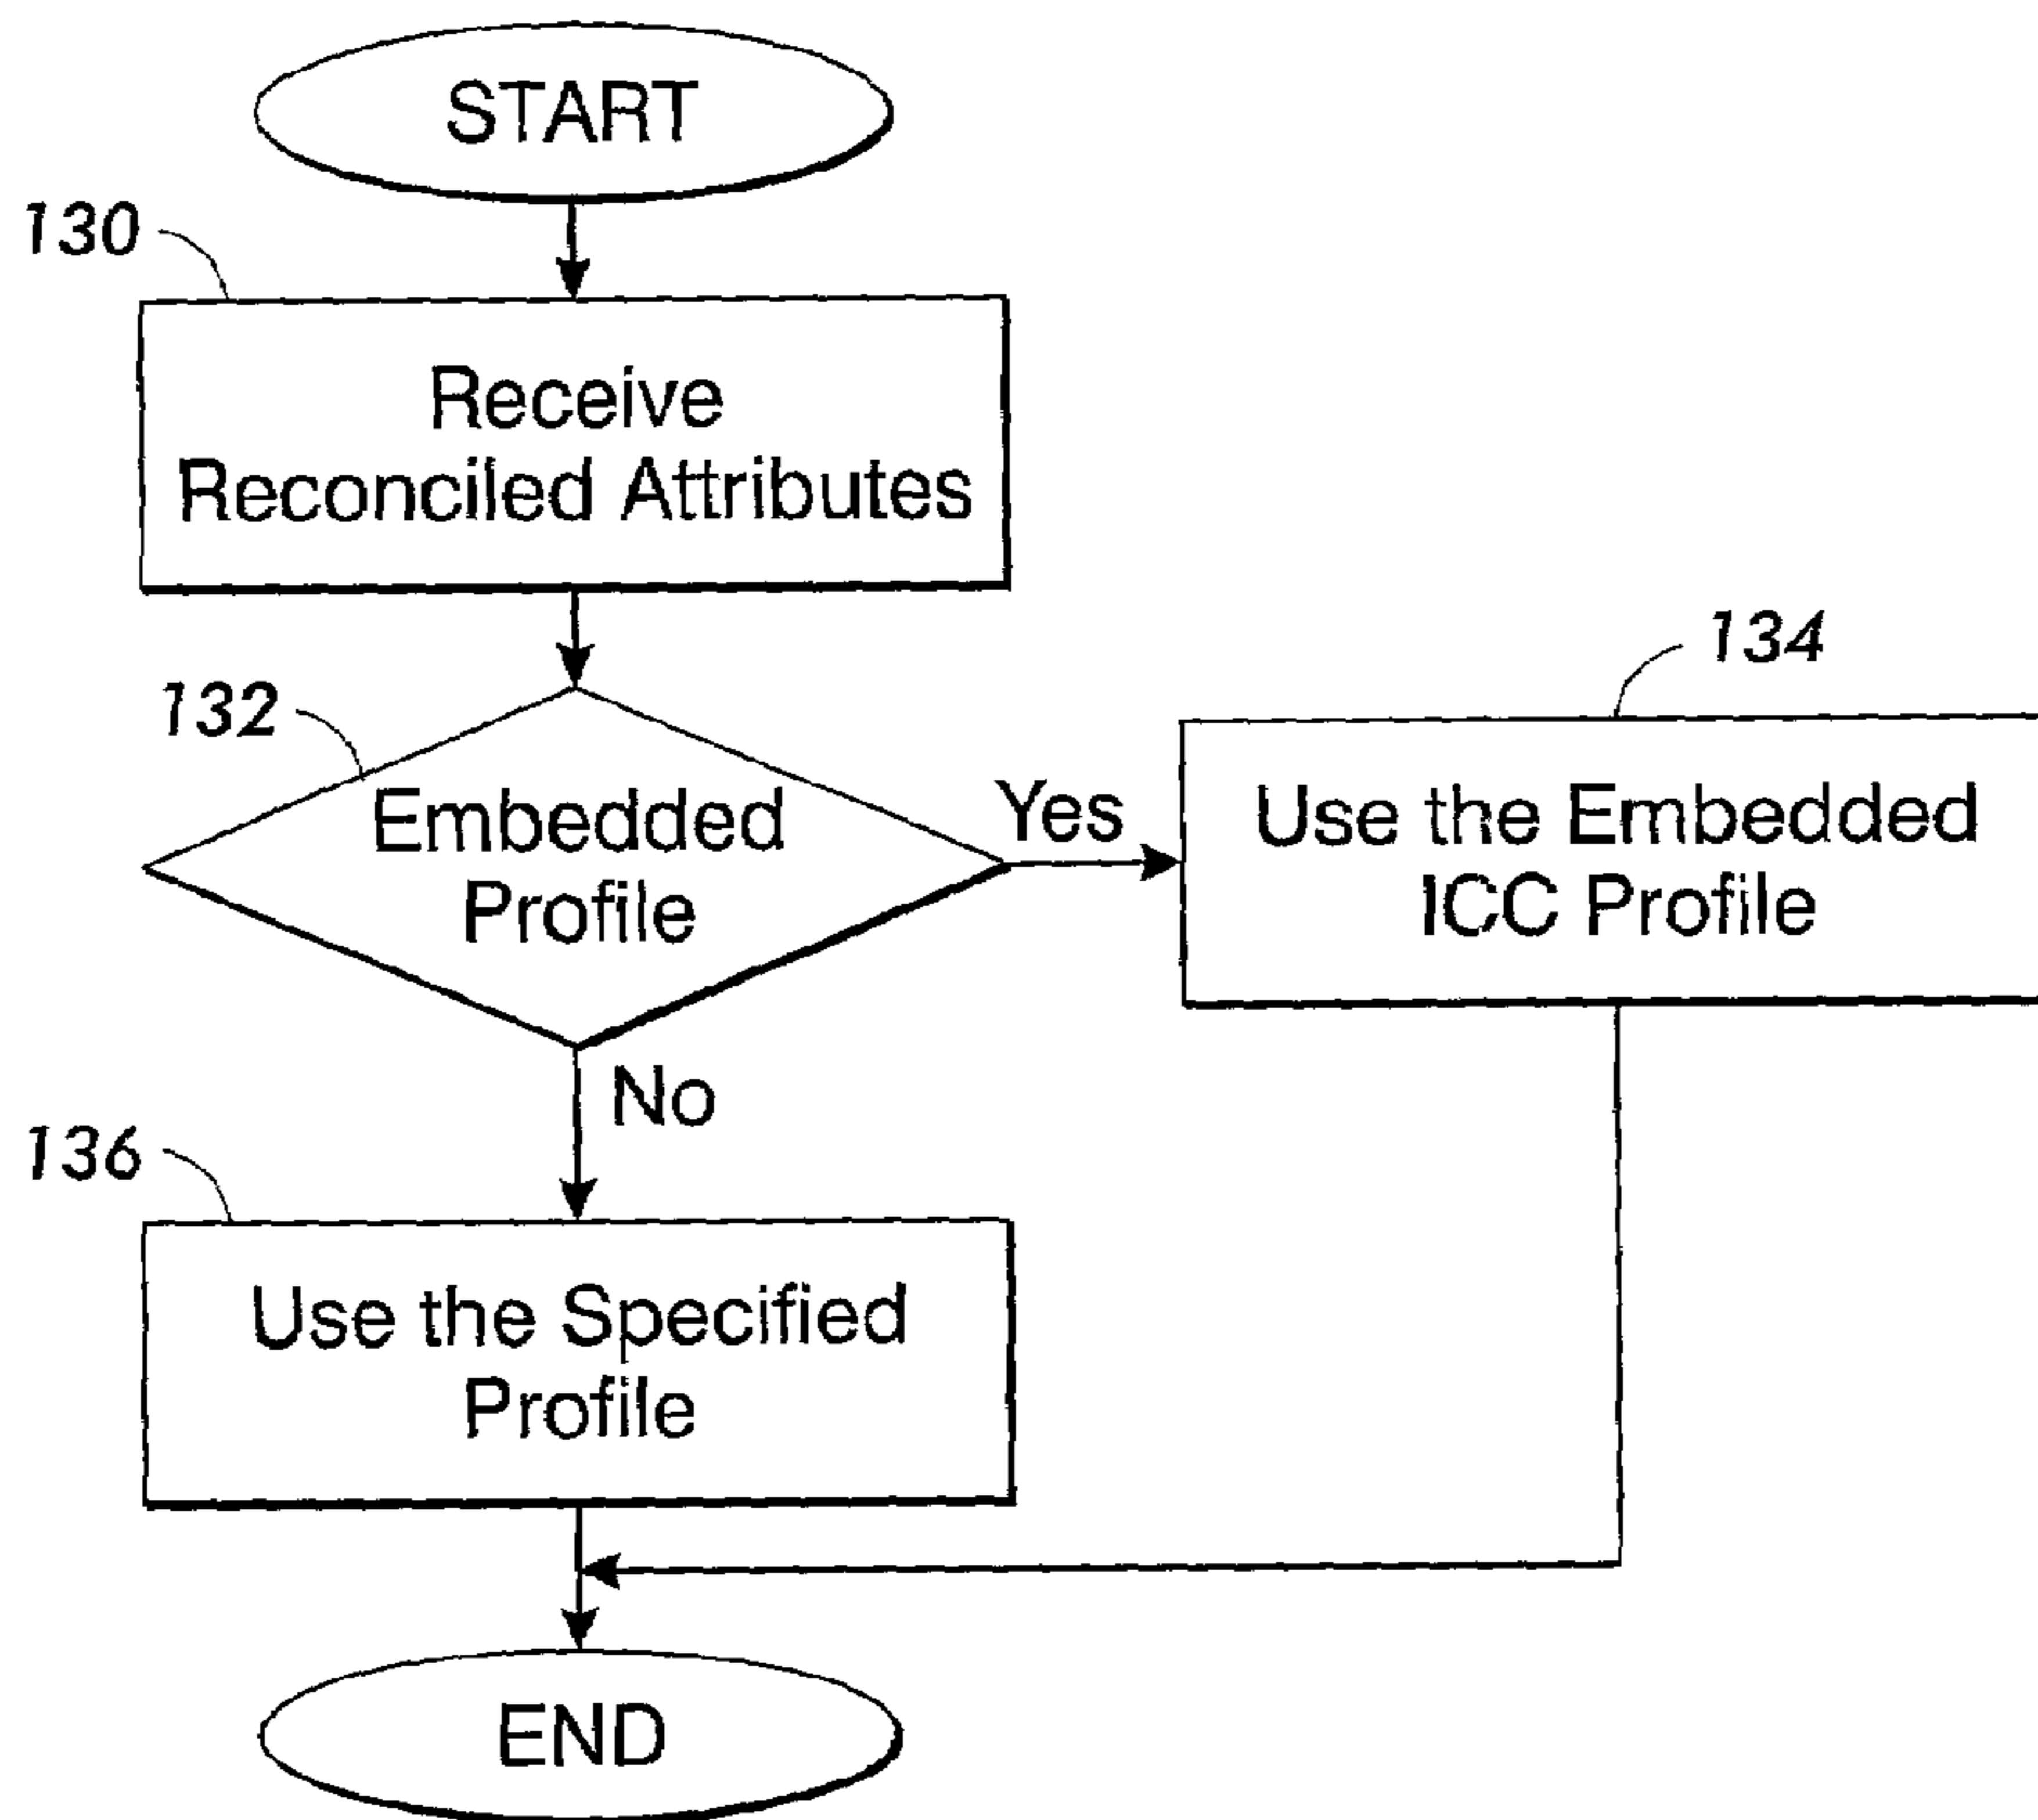 START
130
Receive
Reconciled Attributes
132
Embedded
Profile
Yes
134
Use the Embedded
ICC Profile
No
136
Use the Specified
Profile
END